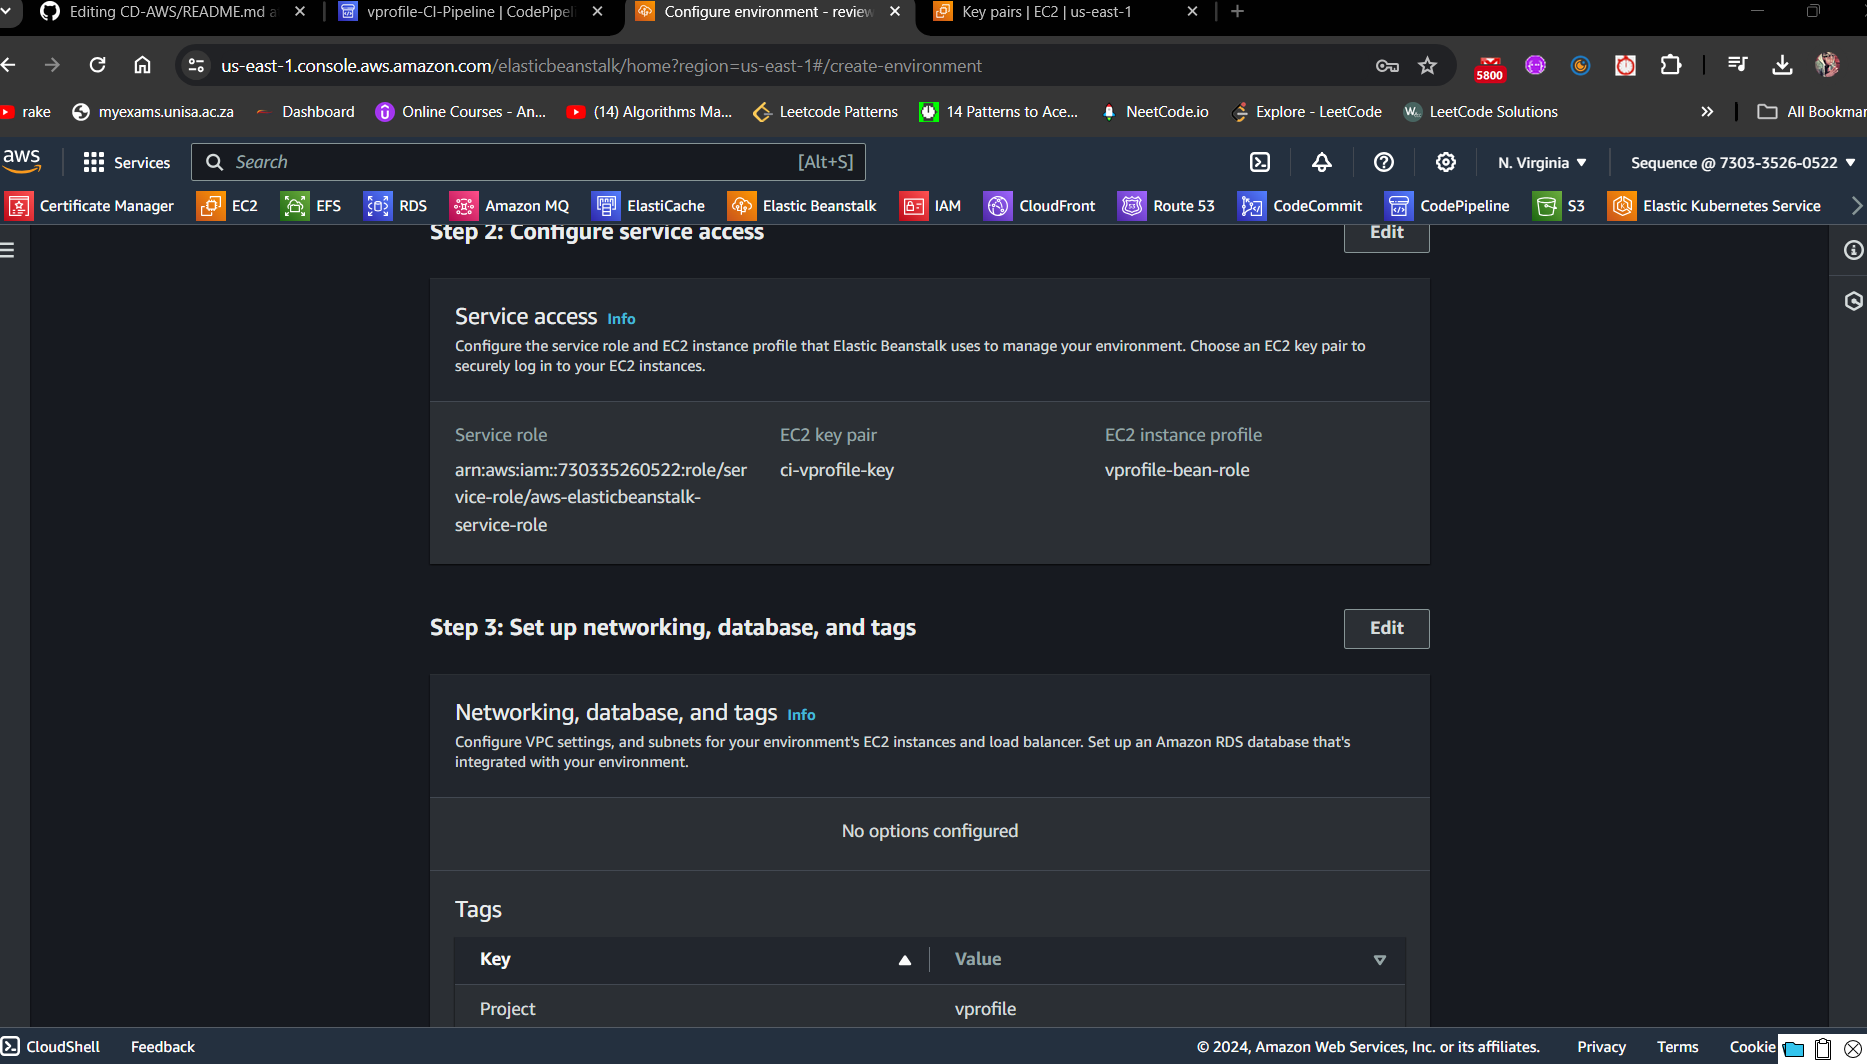 Editing CD-AWS/README.md a
vprofile-CI-Pipeline | CodePipel
Configure environment - review
Key pairs | EC2 | us-east-1
us-east-1.console.aws.amazon.com/elasticbeanstalk/home?region=us-east-1#/create-environment
5800
rake
myexams.unisa.ac.za
Dashboard
Online Courses - An...
(14) Algorithms Ma...
Leetcode Patterns
14 Patterns to Ace...
NeetCode.io
Explore - LeetCode
LeetCode Solutions
All Bookmar
aws
Services
Search
[Alt+S]
N. Virginia
Sequence @ 7303-3526-0522
Certificate Manager
EC2
EFS
RDS
Amazon MQ
ElastiCache
Elastic Beanstalk
IAM
CloudFront
Route 53
CodeCommit
CodePipeline
S3
Elastic Kubernetes Service
Step 2: Configure service access
Edit
Service access Info
Configure the service role and EC2 instance profile that Elastic Beanstalk uses to manage your environment. Choose an EC2 key pair to
securely log in to your EC2 instances.
Service role
arn:aws:iam::730335260522:role/ser
vice-role/aws-elasticbeanstalk-
service-role
EC2 key pair
ci-vprofile-key
EC2 instance profile
vprofile-bean-role
Step 3: Set up networking, database, and tags
Edit
Networking, database, and tags Info
Configure VPC settings, and subnets for your environment's EC2 instances and load balancer. Set up an Amazon RDS database that's
integrated with your environment.
No options configured
Tags
Key
Value
Project
vprofile
CloudShell
Feedback
© 2024, Amazon Web Services, Inc. or its affiliates.
Privacy
Terms
Cookie